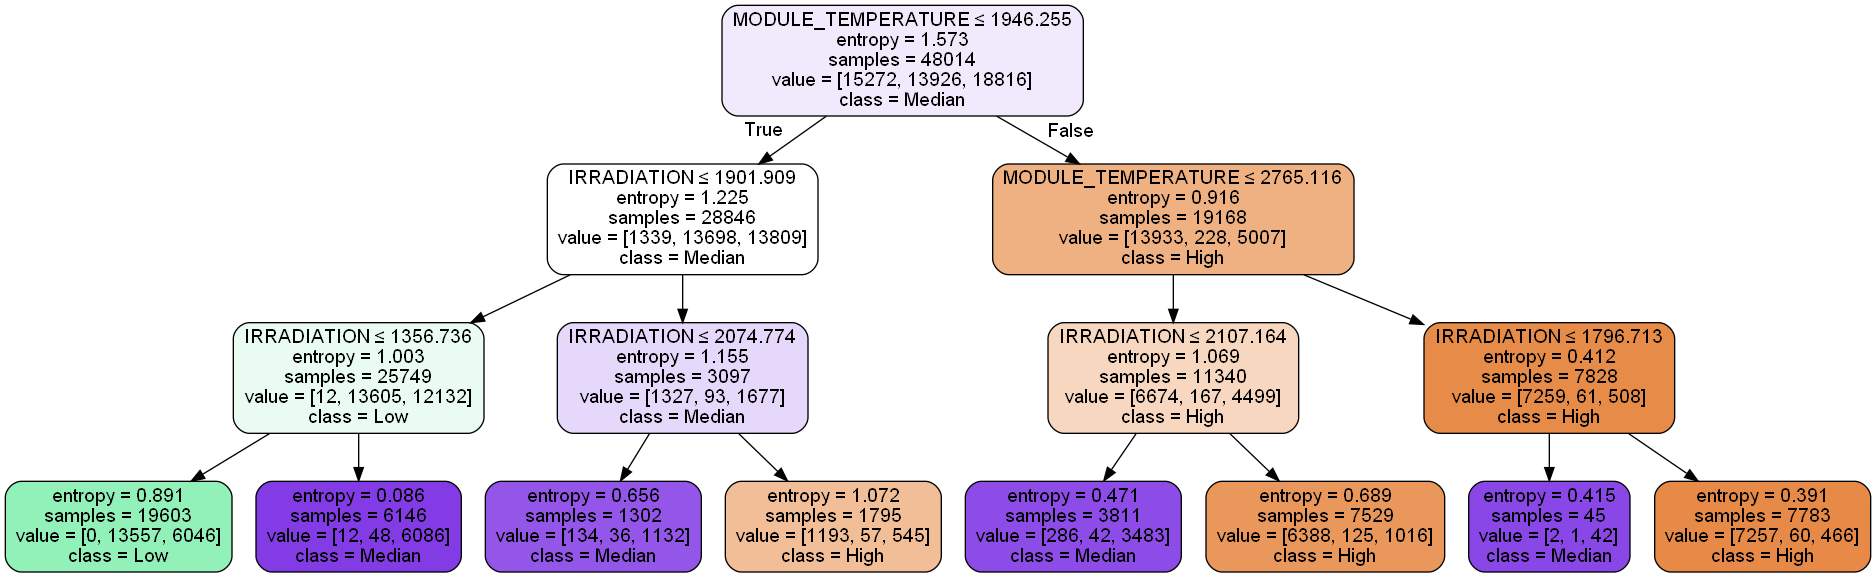 MODULE_TEMPERATURE ≤ 1946.255
entropy = 1.573
samples = 48014
value = [15272, 13926, 18816]
class = Median
True
False
IRRADIATION ≤ 1901.909
entropy = 1.225
samples = 28846
value = [1339, 13698, 13809]
class = Median
MODULE_TEMPERATURE ≤ 2765.116
entropy = 0.916
samples = 19168
value = [13933, 228, 5007]
class = High
IRRADIATION ≤ 1356.736
entropy = 1.003
samples = 25749
value = [12, 13605, 12132]
class = Low
IRRADIATION ≤ 2074.774
entropy = 1.155
samples = 3097
value = [1327, 93, 1677]
class = Median
IRRADIATION ≤ 2107.164
entropy = 1.069
samples = 11340
value = [6674, 167, 4499]
class = High
IRRADIATION ≤ 1796.713
entropy = 0.412
samples = 7828
value = [7259, 61, 508]
class = High
entropy = 0.891
samples = 19603
value = [0, 13557, 6046]
class = Low
entropy = 0.086
samples = 6146
value = [12, 48, 6086]
class = Median
entropy = 0.656
samples = 1302
value = [134, 36, 1132]
class = Median
entropy = 1.072
samples = 1795
value = [1193, 57, 545]
class = High
entropy = 0.471
samples = 3811
value = [286, 42, 3483]
class = Median
entropy = 0.689
samples = 7529
value = [6388, 125, 1016]
class = High
entropy = 0.415
samples = 45
value = [2, 1, 42]
class = Median
entropy = 0.391
samples = 7783
value = [7257, 60, 466]
class = High